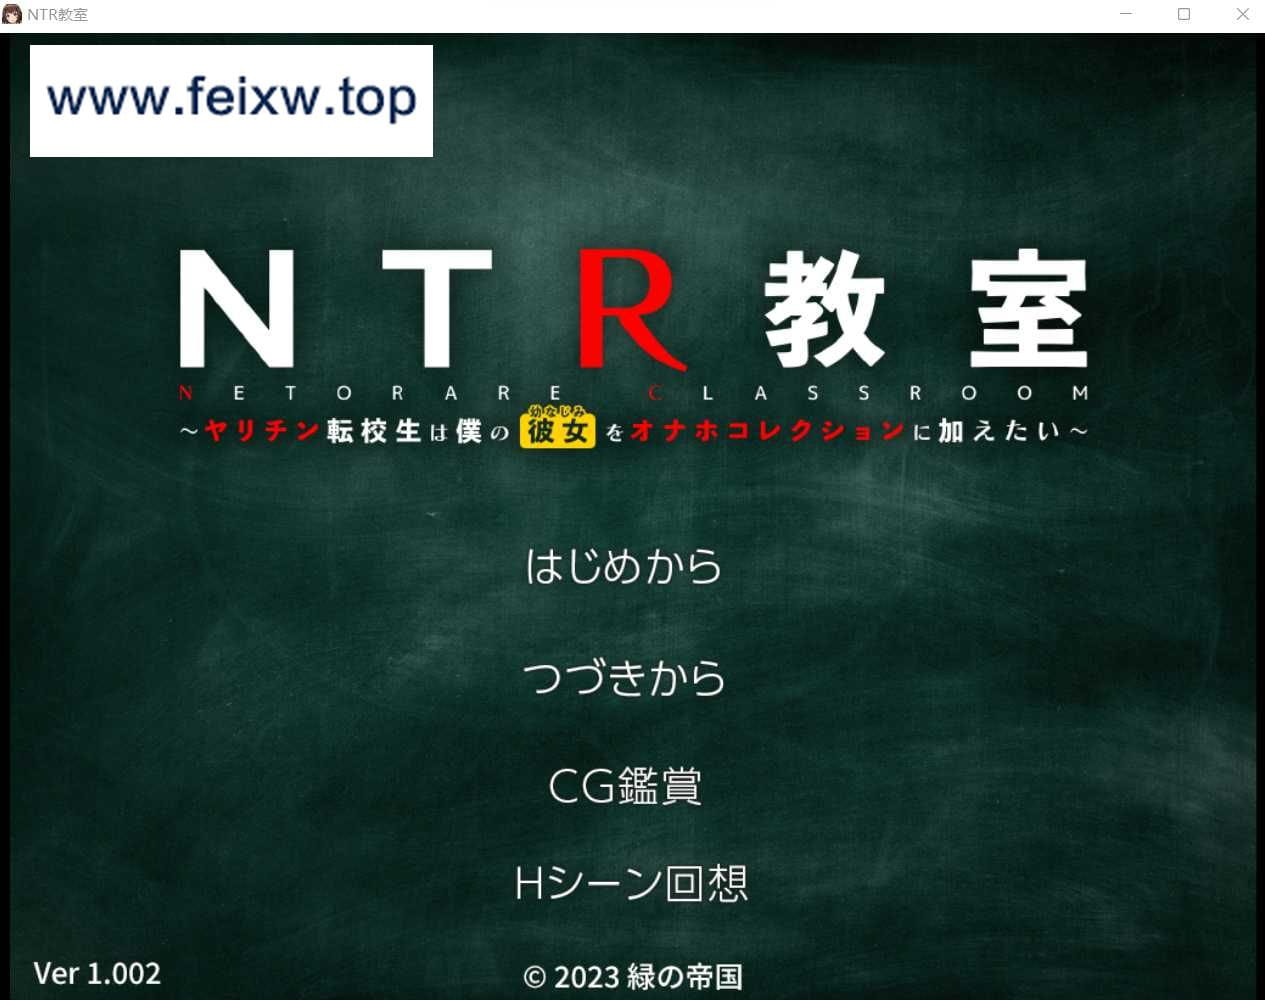 NTR教室
www.feixw.top
NTR教室
NETORARE CLASSROOM
幼なじみ
～ヤリチン転校生は僕の彼女をオナホコレクションに加えたい～
はじめから
つづきから
CG鑑賞
Hシーン回想
Ver 1.002
© 2023 緑の帝国